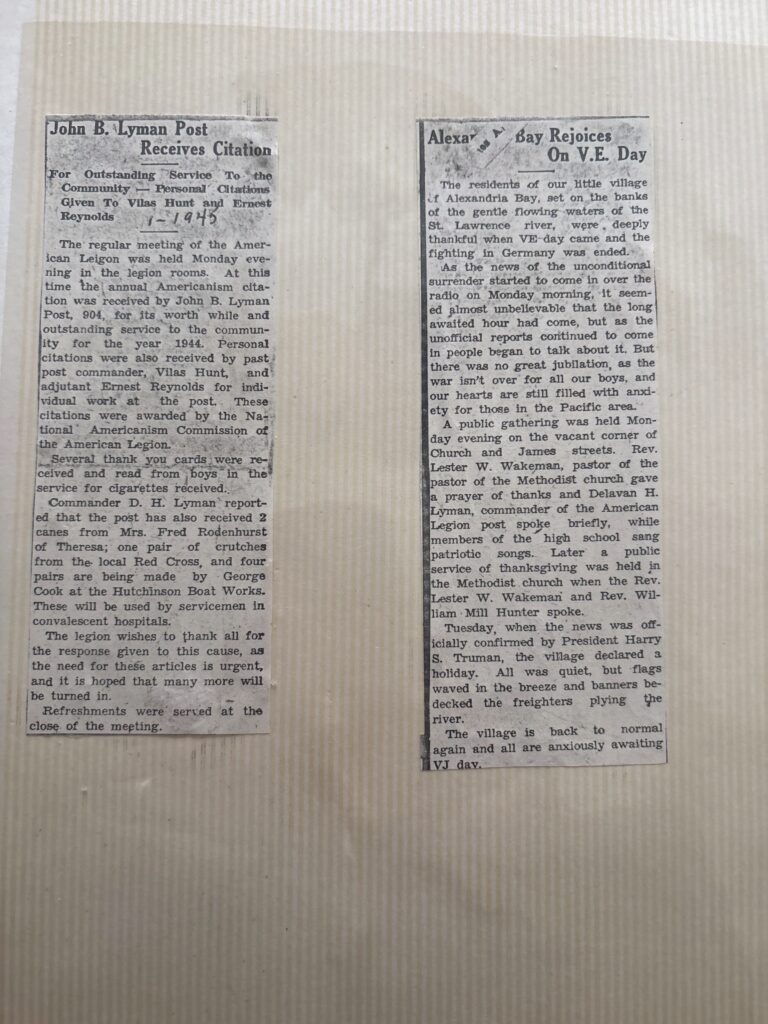 John B. Lyman Post
Receives Citation
For Outstanding Service To the
Community — Personal Citations
Given To Vilas Hunt and Ernest
Reynolds 1-1945
The regular meeting of the Amer-
ican Leigon was held Monday eve-
ning in the legion rooms. At this
time the annual Americanism cita-
tion was received by John B. Lyman
Post, 904, for its worth while and
outstanding service to the commun-
ity for the year 1944. Personal
citations were also received by past
post commander, Vilas Hunt, and
adjutant Ernest Reynolds for indi-
vidual work at the post. These
citations were awarded by the Na-
tional Americanism Commission of
the American Legion.
Several thank you cards were re-
ceived and read from boys in the
service for cigarettes received.
Commander D. H. Lyman report-
ed that the post has also received 2
canes from Mrs. Fred Rodenhurst
of Theresa; one pair of crutches
from the local Red Cross, and four
pairs are being made by George
Cook at the Hutchinson Boat Works.
These will be used by servicemen in
convalescent hospitals.
The legion wishes to thank all for
the response given to this cause, as
the need for these articles is urgent,
and it is hoped that many more will
be turned in.
Refreshments were served at the
close of the meeting.
Alexa Bay Rejoices
On V.E. Day
The residents of our little village
f Alexandria Bay, set on the banks
of the gentle flowing waters of the
St. Lawrence river, were deeply
thankful when VE day came and the
fighting in Germany was ended.
As the news of the unconditional
surrender started to come in over the
radio on Monday morning, it seem-
ed almost unbelievable that the long
awaited hour had come, but as the
unofficial reports continued to come
in people began to talk about it. But
there was no great jubilation, as the
war isn't over for all our boys, and
our hearts are still filled with anxi-
ety for those in the Pacific area.
A public gathering was held Mon-
day evening on the vacant corner of
Church and James streets. Rev.
Lester W. Wakeman, pastor of the
pastor of the Methodist church gave
a prayer of thanks and Delavan H.
Lyman, commander of the American
Legion post spoke briefly, while
members of the high school sang
patriotic songs. Later a public
service of thanksgiving was held in
the Methodist church when the Rev.
Lester W. Wakeman and Rev. Wil-
liam Mill Hunter spoke.
Tuesday, when the news was off-
icially confirmed by President Harry
S. Truman, the village declared a
holiday. All was quiet, but flags
waved in the breeze and banners be-
decked the freighters plying the
river.
The village is back to normal
again and all are anxiously awaiting
VJ day.